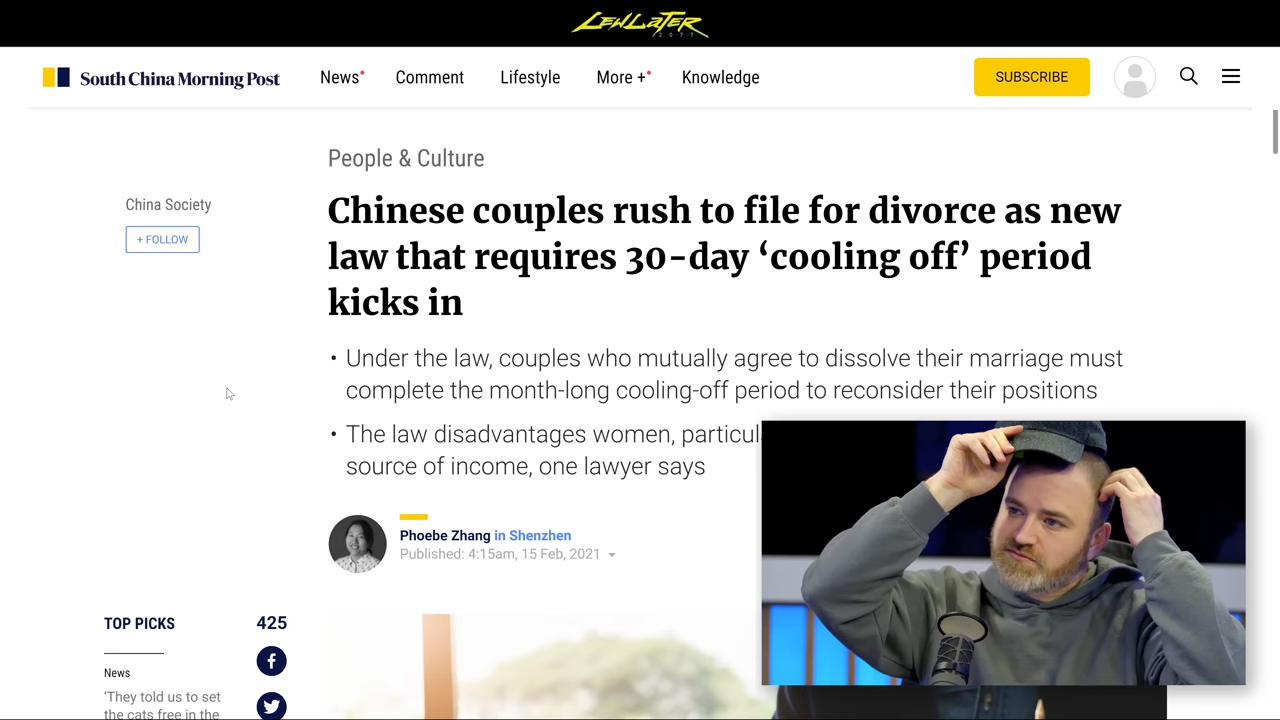 LEWLATER
2077
South China Morning Post
News
Comment
Lifestyle
More +
Knowledge
SUBSCRIBE
People & Culture
China Society
+ FOLLOW
Chinese couples rush to file for divorce as new
law that requires 30-day ‘cooling off’ period
kicks in
• Under the law, couples who mutually agree to dissolve their marriage must
complete the month-long cooling-off period to reconsider their positions
• The law disadvantages women,
source of income, one lawyer says
Phoebe Zhang in Shenzhen
Published: 4:15am, 15 Feb, 2021
TOP PICKS
425
News
‘They told us to set
the cats free in the